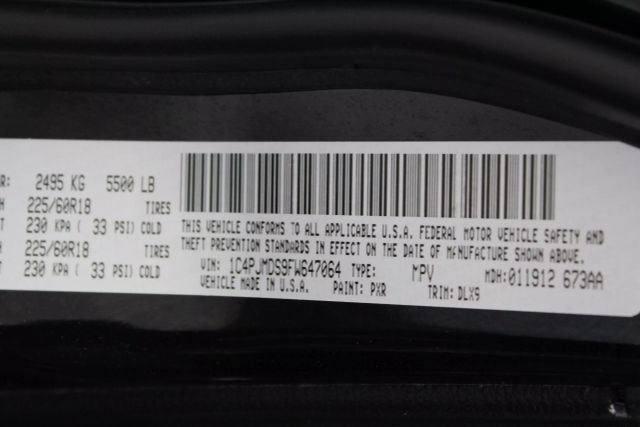 R: 2495 KG 5500 LB
H 225/60R18 TIRES
T 230 KPA ( 33 PSI) COLD
H 225/60R18 TIRES
T 230 KPA ( 33 PSI) COLD
THIS VEHICLE CONFORMS TO ALL APPLICABLE U.S.A. FEDERAL MOTOR VEHICLE SAFETY AND
THEFT PREVENTION STANDARDS IN EFFECT ON THE DATE OF MANUFACTURE SHOWN ABOVE.
VIN: 1C4PJMDS9FW647064 TYPE: MPV MDH: 011912 673AA
VEHICLE MADE IN U.S.A. PAINT: PXR TRIM: DLX9